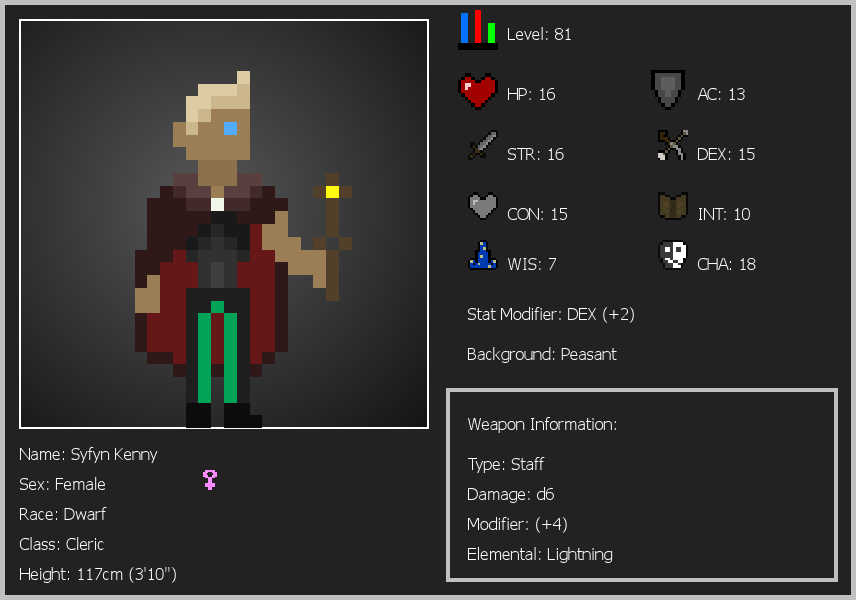 Level: 81
HP: 16
AC: 13
STR: 16
DEX: 15
CON: 15
INT: 10
WIS: 7
CHA: 18
Stat Modifier: DEX (+2)
Background: Peasant
Weapon Information:
Type: Staff
Damage: d6
Modifier: (+4)
Elemental: Lightning
Name: Syfyn Kenny
Sex: Female
Race: Dwarf
Class: Cleric
Height: 117cm (3'10")